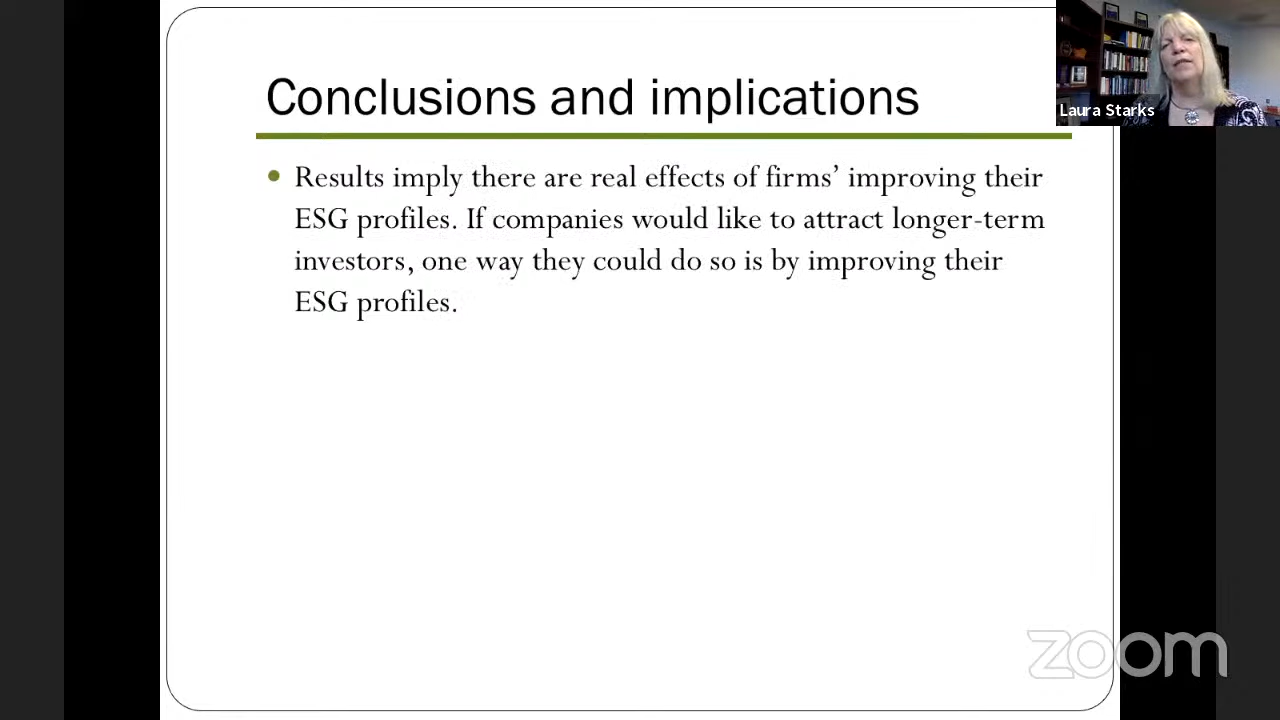 Conclusions and implications
Laura Starks
Results imply there are real effects of firms’ improving their
ESG profiles. If companies would like to attract longer-term
investors, one way they could do so is by improving their
ESG profiles.
zoom